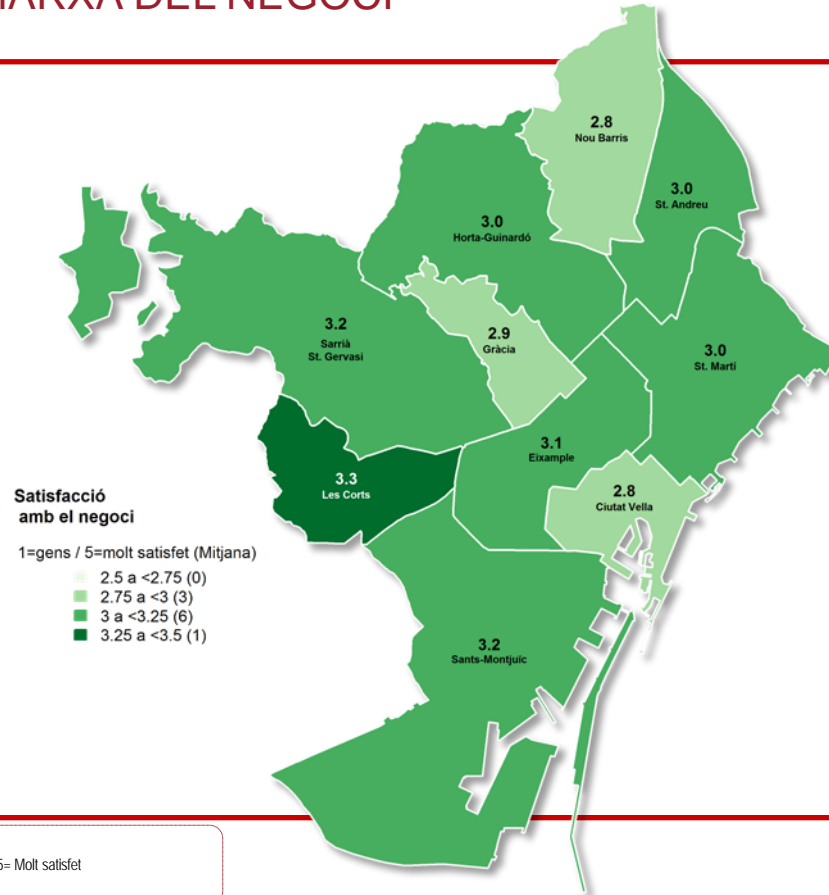 MARXA DEL NEGOCI
2.8
Nou Barris
3.0
St. Andreu
3.0
Horta-Guinardó
3.2
Sarrià
St. Gervasi
2.9
Gràcia
3.0
St. Martí
3.1
Eixample
3.3
Les Corts
2.8
Ciutat Vella
3.2
Sants-Montjuïc
Satisfacció
amb el negoci
1=gens / 5=molt satisfet (Mitjana)
2.5 a <2.75 (0)
2.75 a <3 (3)
3 a <3.25 (6)
3.25 a <3.5 (1)
5= Molt satisfet